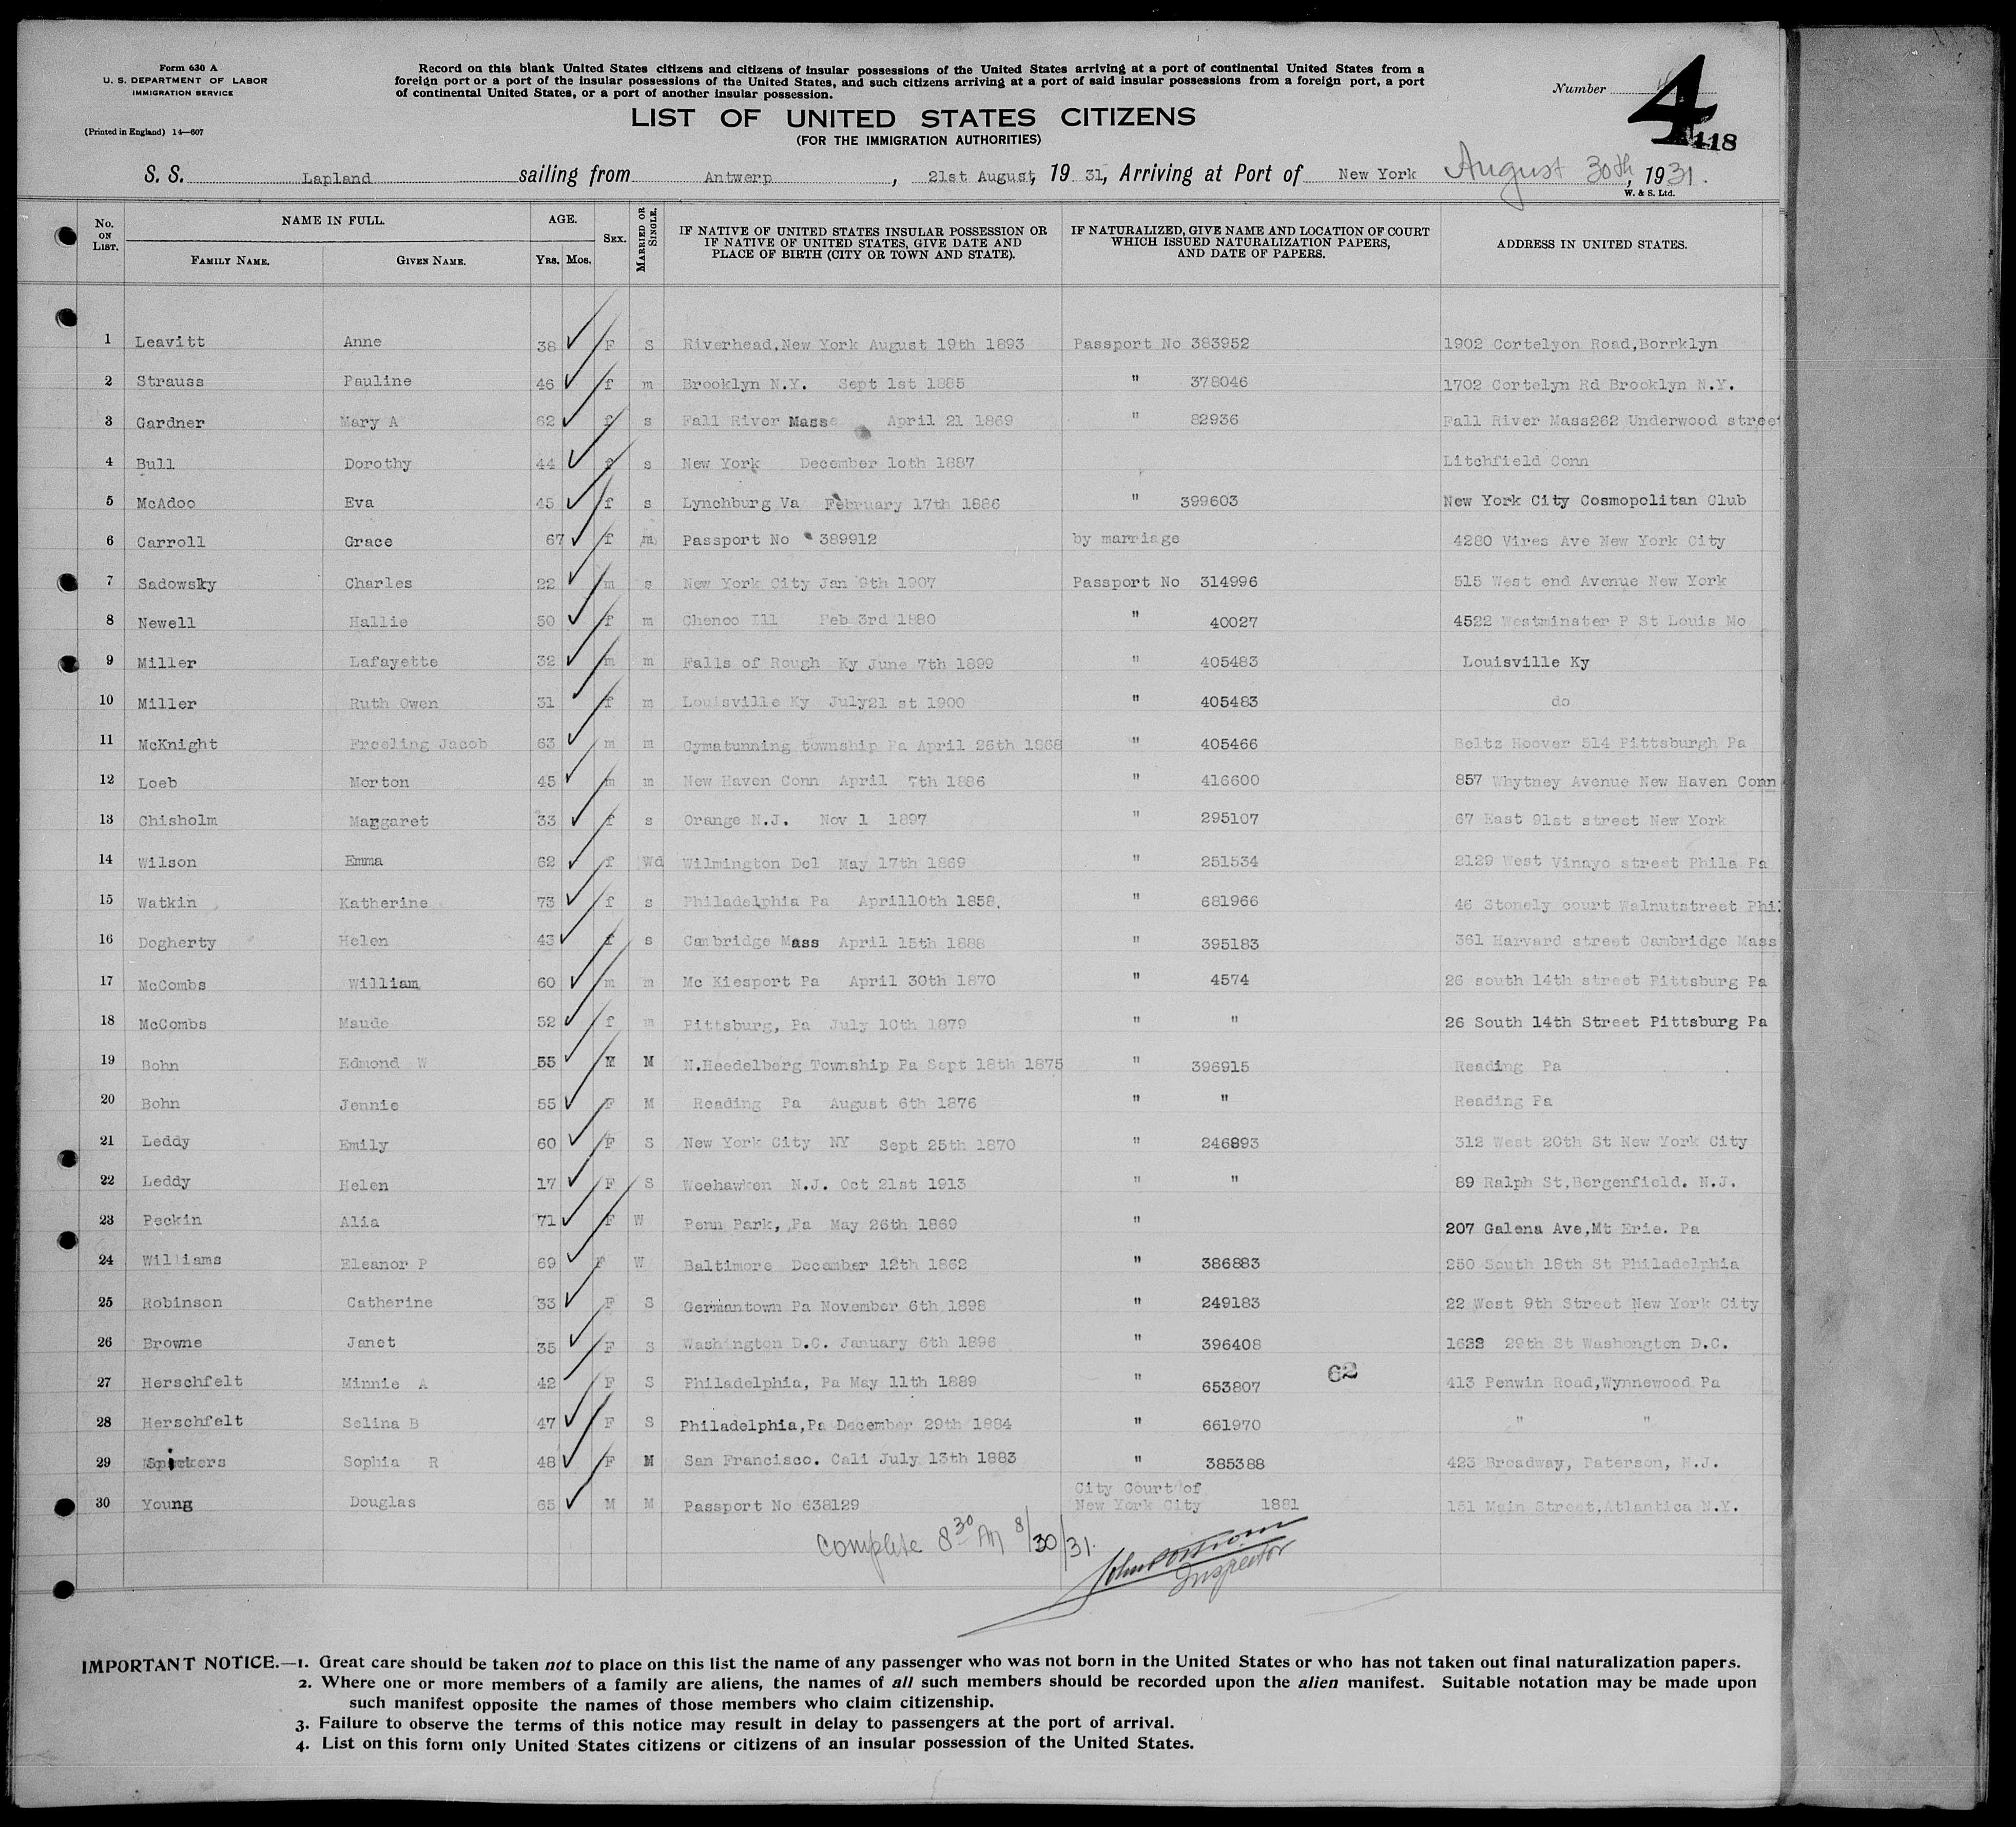 Form 630 A
U. S. DEPARTMENT OF LABOR
IMMIGRATION SERVICE
(Printed in England) 14—607
Record on this blank United States citizens and citizens of insular possessions of the United States arriving at a port of continental United States from a
foreign port or a port of the insular possessions of the United States, and such citizens arriving at a port of said insular possessions from a foreign port, a port
of continental United States, or a port of another insular possession.
Number 4
118
LIST OF UNITED STATES CITIZENS
(FOR THE IMMIGRATION AUTHORITIES)
S. S. Lapland sailing from Antwerp, 21st August, 19 31, Arriving at Port of New York August 30th, 1931.
W. & S. Ltd.
No. ON LIST. NAME IN FULL. FAMILY NAME. GIVEN NAME. AGE. YRS. MOS. SEX. MARRIED OR SINGLE. IF NATIVE OF UNITED STATES INSULAR POSSESSION OR IF NATIVE OF UNITED STATES, GIVE DATE AND PLACE OF BIRTH (CITY OR TOWN AND STATE). IF NATURALIZED, GIVE NAME AND LOCATION OF COURT WHICH ISSUED NATURALIZATION PAPERS, AND DATE OF PAPERS. ADDRESS IN UNITED STATES.
1 Leavitt Anne 38 F S Riverhead,New York August 19th 1893 Passport No 383952 1902 Cortelyon Road,Borrklyn
2 Strauss Pauline 46 f m Brooklyn N.Y. Sept 1st 1885 " 378046 1702 Cortelyn Rd Brooklyn N.Y.
3 Gardner Mary A 62 f s Fall River Masse April 21 1869 " 82936 Fall River Mass262 Underwood street
4 Bull Dorothy 44 f s New York December 1oth 1887 Litchfield Conn
5 McAdoo Eva 45 f s Lynchburg Va February 17th 1886 " 399603 New York City Cosmopolitan Club
6 Carroll Grace 67 f m Passport No 389912 by marriage 4280 Vires Ave New York City
7 Sadowsky Charles 22 m s New York City Jan 9th 1907 Passport No 314996 515 West end Avenue New York
8 Newell Hallie 50 f m Chenoo Ill Feb 3rd 1880 " 40027 4522 Westminster P St Louis Mo
9 Miller Lafayette 32 m m Falls of Rough Ky June 7th 1899 " 405483 Louisville Ky
10 Miller Ruth Owen 31 f m Louisville Ky July21 st 1900 " 405483 do
11 McKnight Freeling Jacob 63 m m Cymatunning township Pa April 26th 1868 " 405466 Beltz Hoover 514 Pittsburgh Pa
12 Loeb Morton 45 m m New Haven Conn April 7th 1886 " 416600 857 Whytney Avenue New Haven Conn
13 Chisholm Margaret 33 f s Orange N.J. Nov 1 1897 " 295107 67 East 91st street New York
14 Wilson Emma 62 f Wd Wilmington Del May 17th 1869 " 251534 2129 West Vinayo street Phila Pa
15 Watkin Katherine 73 f s Philadelphia Pa April10th 1858. " 681966 46 Stonely court Walnutstreet Phil
16 Dogherty Helen 43 f s Cambridge Mass April 15th 1888 " 395183 361 Harvard street Cambridge Mass
17 McCombs William 60 m m Mc Kiesport Pa April 30th 1870 " 4574 26 south 14th street Pittsburg Pa
18 McCombs Maude 52 f m Pittsburg, Pa July 10th 1879 " " 26 South 14th Street Pittsburg Pa
19 Bohn Edmond W 55 M M N.Heedelberg Township Pa Sept 18th 1875 " 396915 Reading Pa
20 Bohn Jennie 55 F M Reading Pa August 6th 1876 " " Reading Pa
21 Leddy Emily 60 F S New York City NY Sept 25th 1870 " 246893 312 West 20th St New York City
22 Leddy Helen 17 F S Weehawken N.J. Oct 21st 1913 " " 89 Ralph St,Bergenfield. N.J.
23 Peckin Alia 71 F W Penn Park, Pa May 26th 1860 " 207 Galena Ave,Mt Erie. Pa
24 Williams Eleanor P 69 F W Baltimore December 12th 1862 " 386883 250 South 18th St Philadelphia
25 Robinson Catherine 33 F S Germantown Pa November 6th 1898 " 249183 22 West 9th Street New York City
26 Browne Janet 35 F S Washington D.C. January 6th 1896 " 396408 1622 29th St Washongton D.C.
27 Herschfelt Minnie A 42 F S Philadelphia, Pa May 11th 1889 " 653807 62 413 Penwin Road,Wynnewood Pa
28 Herschfelt Selina B 47 F S Philadelphia,Pa December 29th 1884 " 661970 " "
29 Sophia R 48 F M San Francisco. Cali July 13th 1883 " 385388 423 Broadway, Paterson, N.J.
30 Young Douglas 65 M M Passport No 638129 City Court of New York City 1881 151 Main Street,Atlantica N.Y.
Complete 8 30 AM 8/30/31.
Inspector
IMPORTANT NOTICE.—1. Great care should be taken not to place on this list the name of any passenger who was not born in the United States or who has not taken out final naturalization papers.
2. Where one or more members of a family are aliens, the names of all such members should be recorded upon the alien manifest. Suitable notation may be made upon
such manifest opposite the names of those members who claim citizenship.
3. Failure to observe the terms of this notice may result in delay to passengers at the port of arrival.
4. List on this form only United States citizens or citizens of an insular possession of the United States.